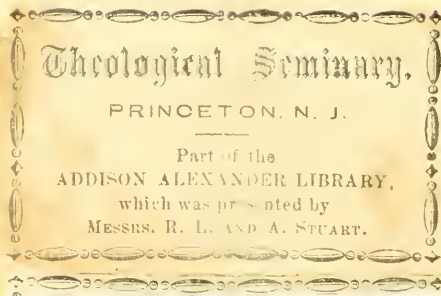 Theological Seminary,
PRINCETON, N. J.
Part of the
ADDISON ALEXANDER LIBRARY,
which was presented by
MESSRS. R. L. AND A. STUART.